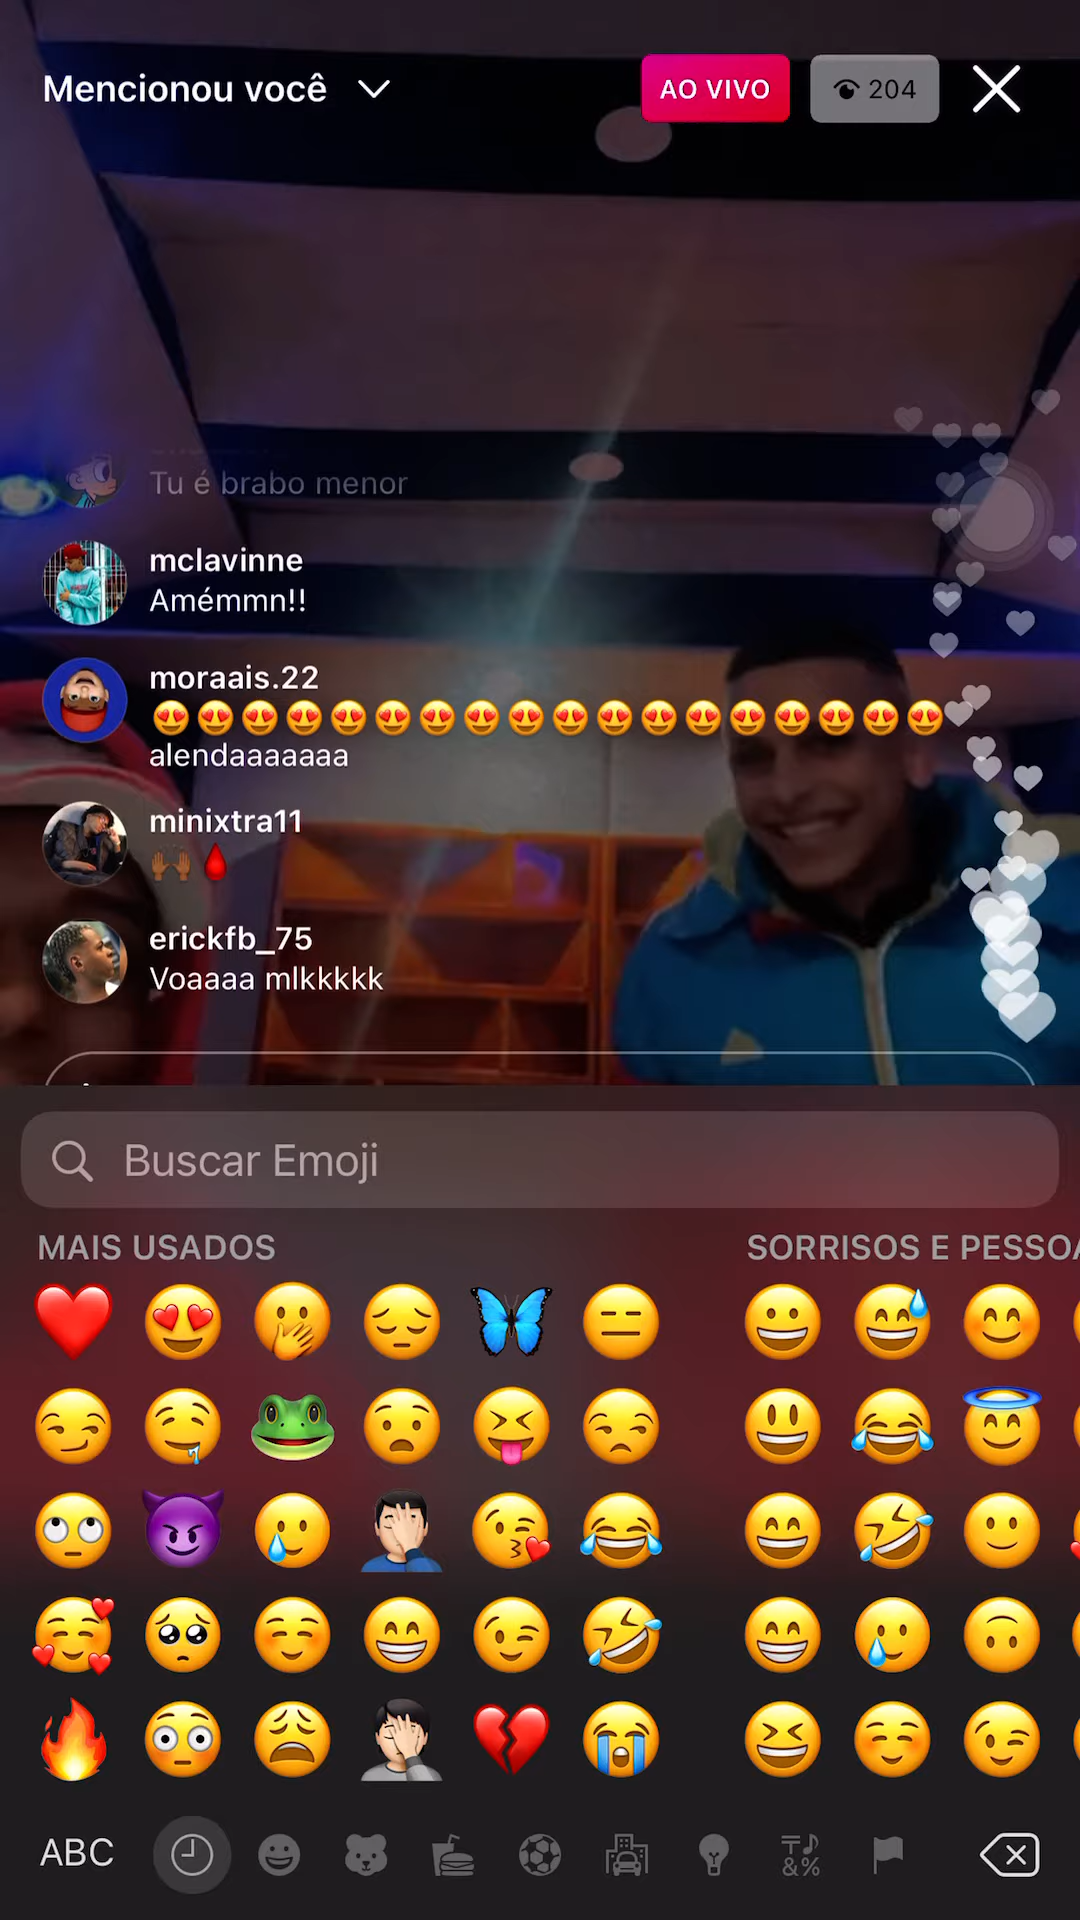 Mencionou você
AO VIVO
204
Tu é brabo menor
mclavinne
Amémmn!!
moraais.22
😍😍😍😍😍😍😍😍😍😍😍😍😍😍😍😍😍😍
alendaaaaaaa
minixtra11
🙌🏾🩸
erickfb_75
Voaaaa mlkkkkk
Buscar Emoji
MAIS USADOS
SORRISOS E PESSOA
ABC